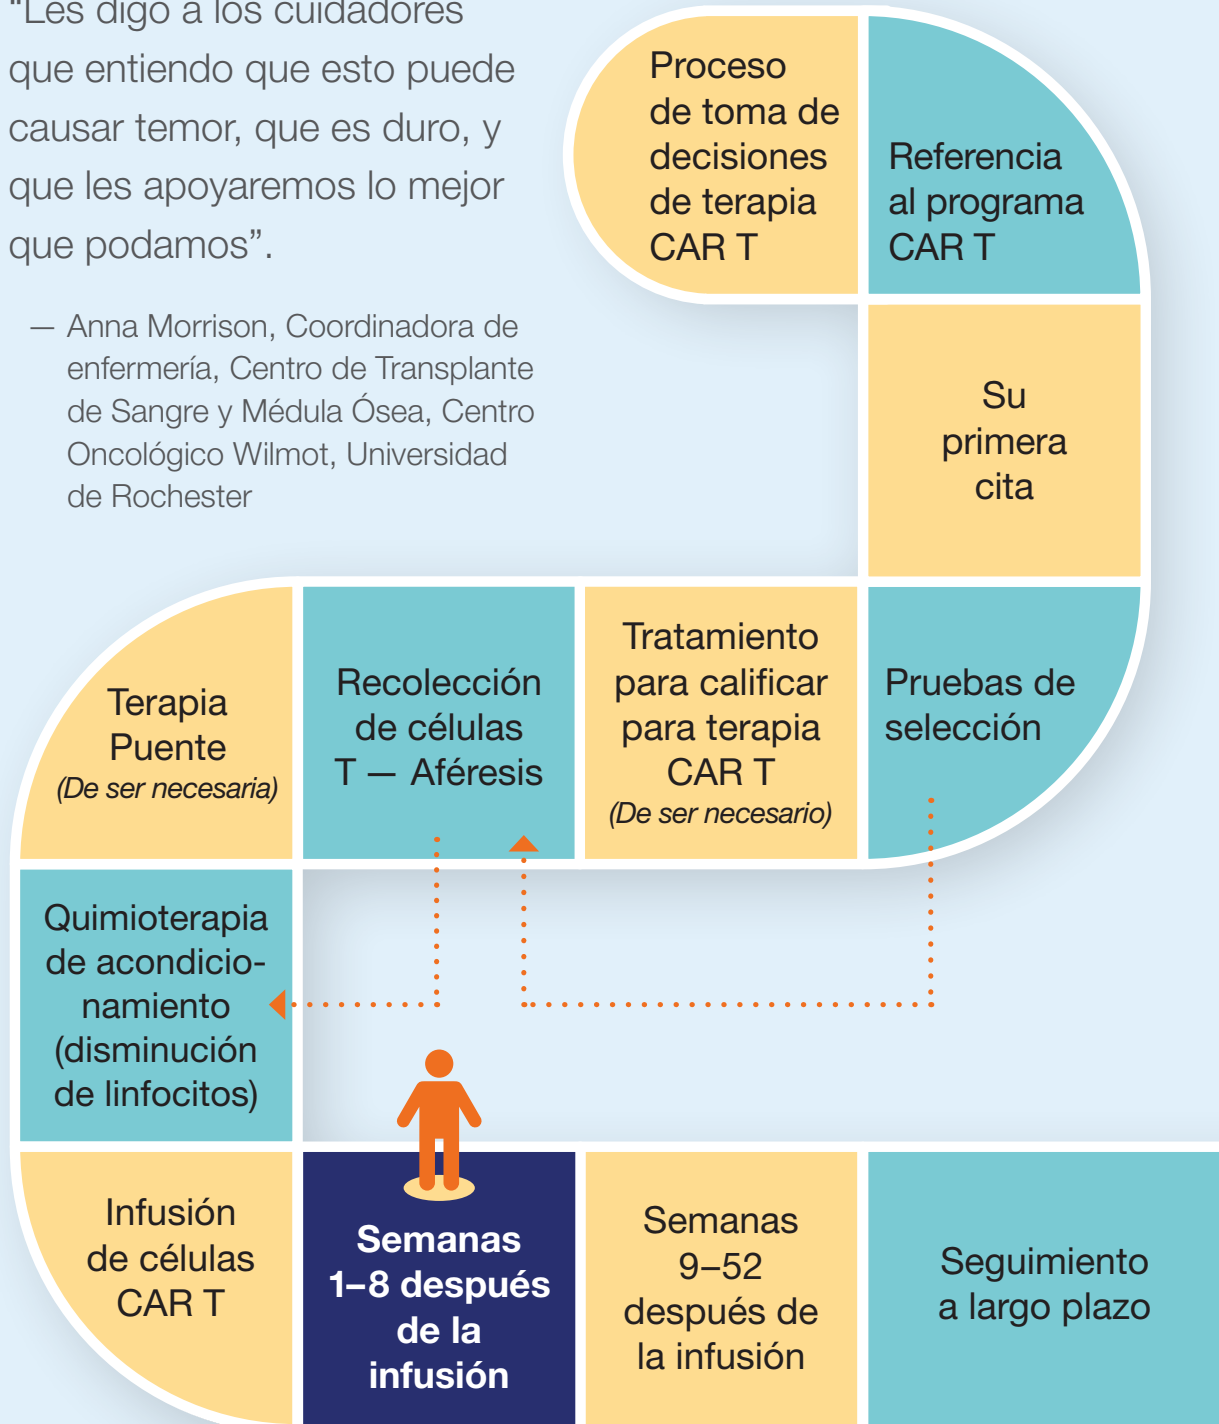 "Les digo a los cuidadores
que entiendo que esto puede
causar temor, que es duro, y
que les apoyaremos lo mejor
que podamos”.
— Anna Morrison, Coordinadora de
enfermería, Centro de Transplante
de Sangre y Médula Ósea, Centro
Oncológico Wilmot, Universidad
de Rochester
Proceso
de toma de
decisiones
de terapia
CAR T
Referencia
al programa
CAR T
Su
primera
cita
Pruebas de
selección
Tratamiento
para calificar
para terapia
CAR T
(De ser necesario)
Recolección
de células
T — Aféresis
Terapia
Puente
(De ser necesaria)
Quimioterapia
de acondicio-
namiento
(disminución
de linfocitos)
Infusión
de células
CAR T
Semanas
1–8 después
de la
infusión
Semanas
9–52
después de
la infusión
Seguimiento
a largo plazo